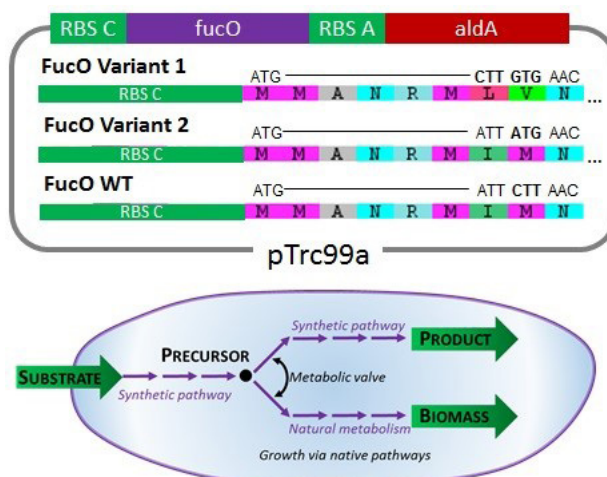 RBS C fucO RBS A aldA
FucO Variant 1
ATG CTT GTG AAC
RBS C M M A N R M L V N ...
FucO Variant 2
ATG ATT ATG AAC
RBS C M M A N R M I M N ...
FucO WT
ATG ATT CTT AAC
RBS C M M A N R M I M N ...
pTrc99a
Synthetic pathway PRODUCT
PRECURSOR
SUBSTRATE Metabolic valve
Synthetic pathway
Natural metabolism BIOMASS
Growth via native pathways